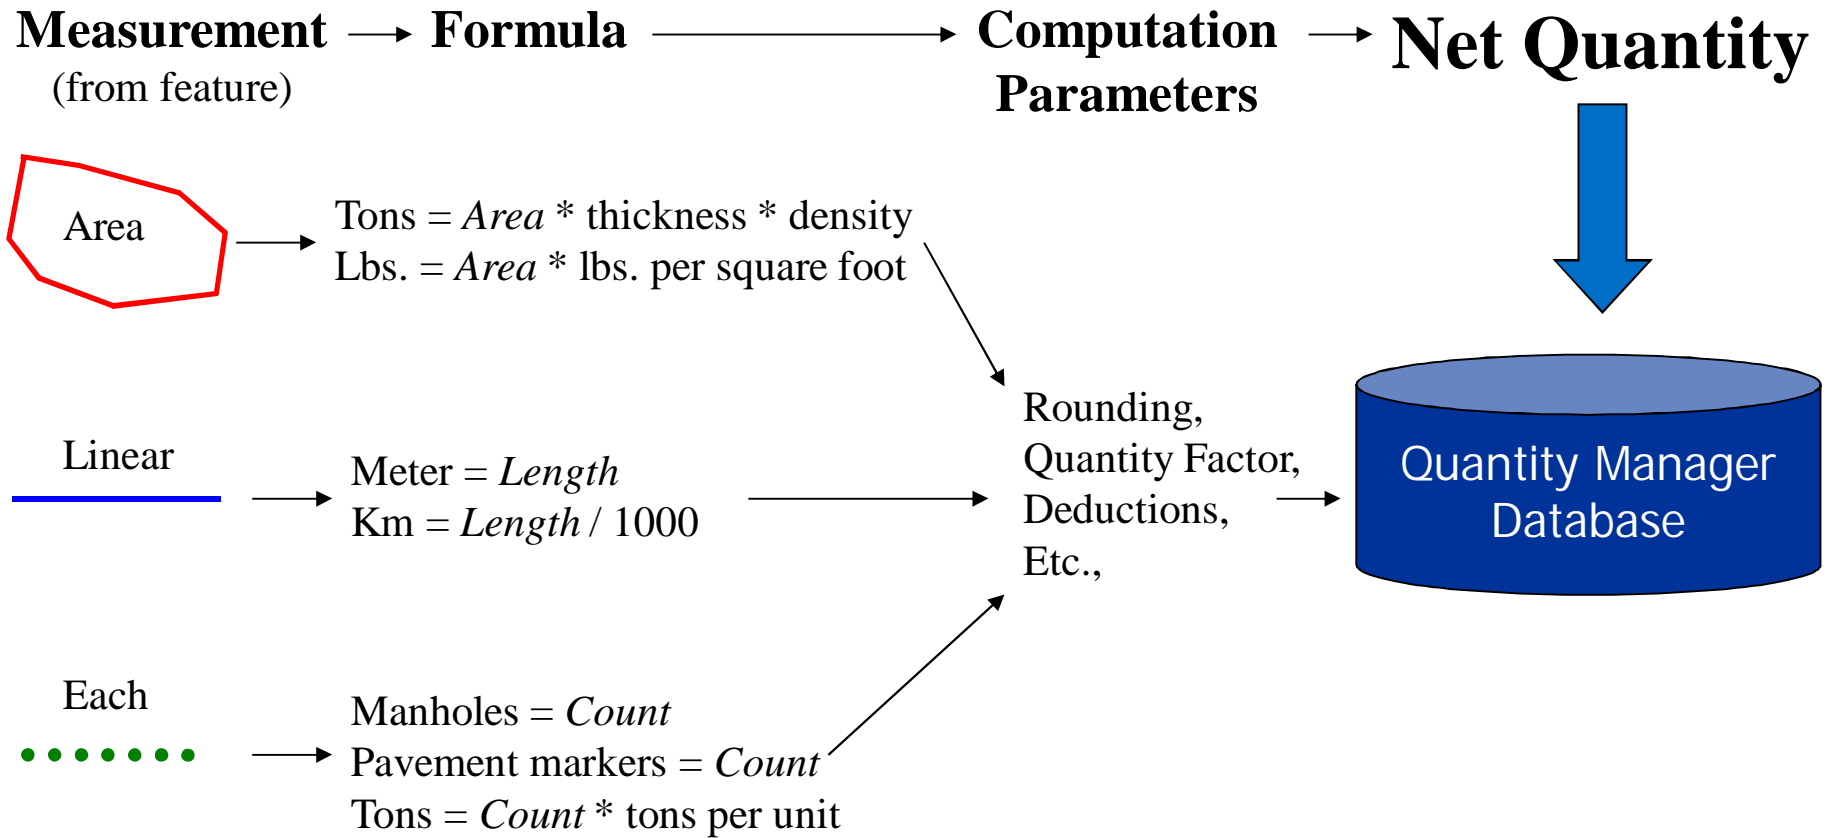 Measurement
(from feature)
Formula
Computation
Parameters
Net Quantity
Area
Tons = Area * thickness * density
Lbs. = Area * lbs. per square foot
Linear
Meter = Length
Km = Length / 1000
Each
Manholes = Count
Pavement markers = Count
Tons = Count * tons per unit
Rounding,
Quantity Factor,
Deductions,
Etc.,
Quantity Manager
Database